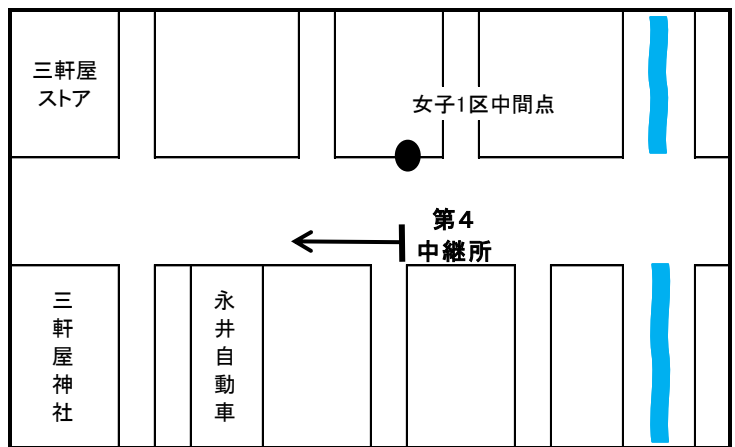 三軒屋
ストア
女子1区中間点
第4
中継所
三軒屋神社
永井自動車